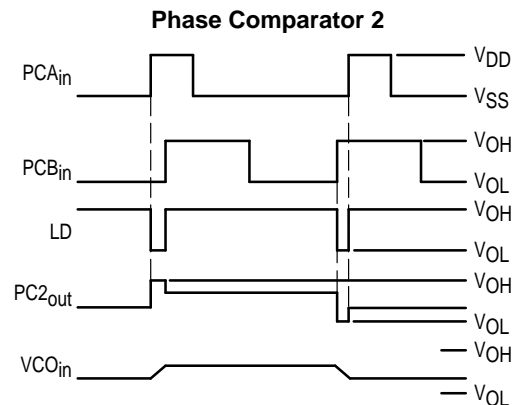 Phase Comparator 2
PCAin
VDD
VSS
PCBin
VOH
VOL
LD
VOH
VOL
PC2out
VOH
VOL
VCOin
VOH
VOL